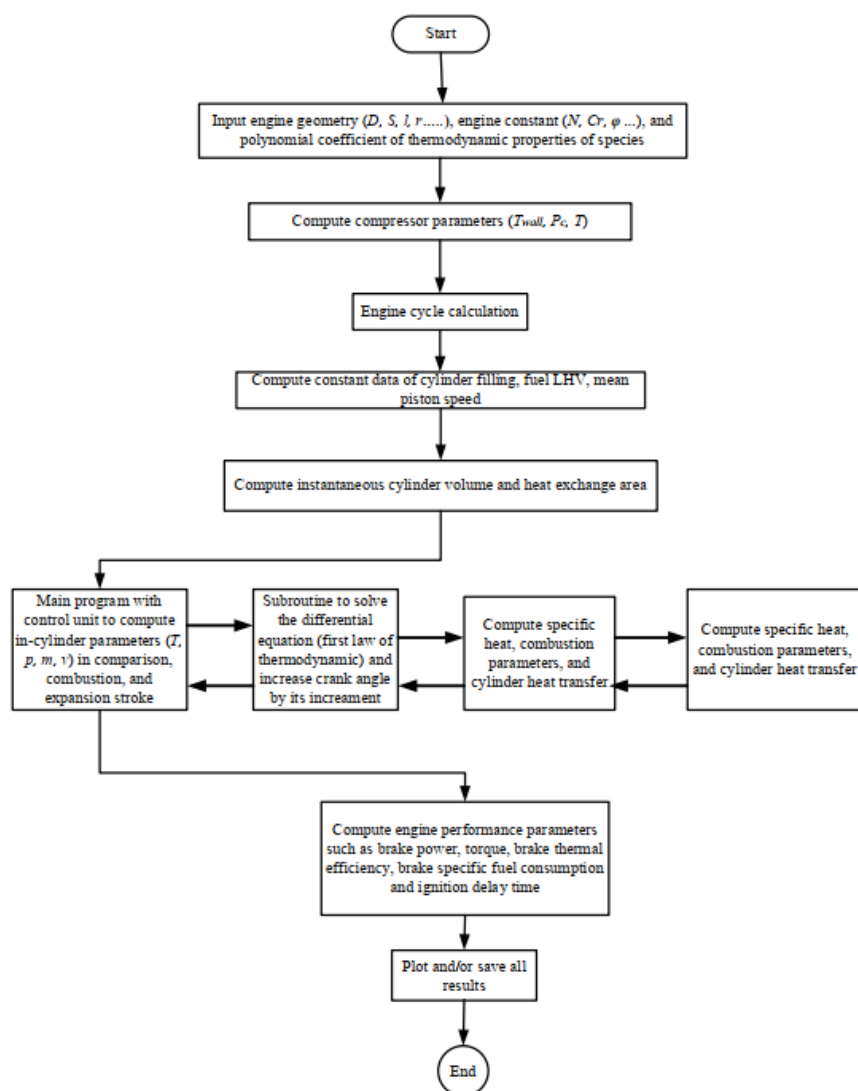 Start
Input engine geometry (D, S, l, r.....), engine constant (N, Cr, φ ...), and
polynomial coefficient of thermodynamic properties of species
Compute compressor parameters (Twall, Pc, T)
Engine cycle calculation
Compute constant data of cylinder filling, fuel LHV, mean
piston speed
Compute instantaneous cylinder volume and heat exchange area
Main program with
control unit to compute
in-cylinder parameters (T,
p, m, v) in comparison,
combustion, and
expansion stroke
Subroutine to solve
the differential
equation (first law of
thermodynamic) and
increase crank angle
by its increament
Compute specific heat,
combustion parameters, and
cylinder heat transfer
Compute specific heat,
combustion parameters,
and cylinder heat transfer
Compute engine performance parameters
such as brake power, torque, brake thermal
efficiency, brake specific fuel consumption
and ignition delay time
Plot and/or save all
results
End